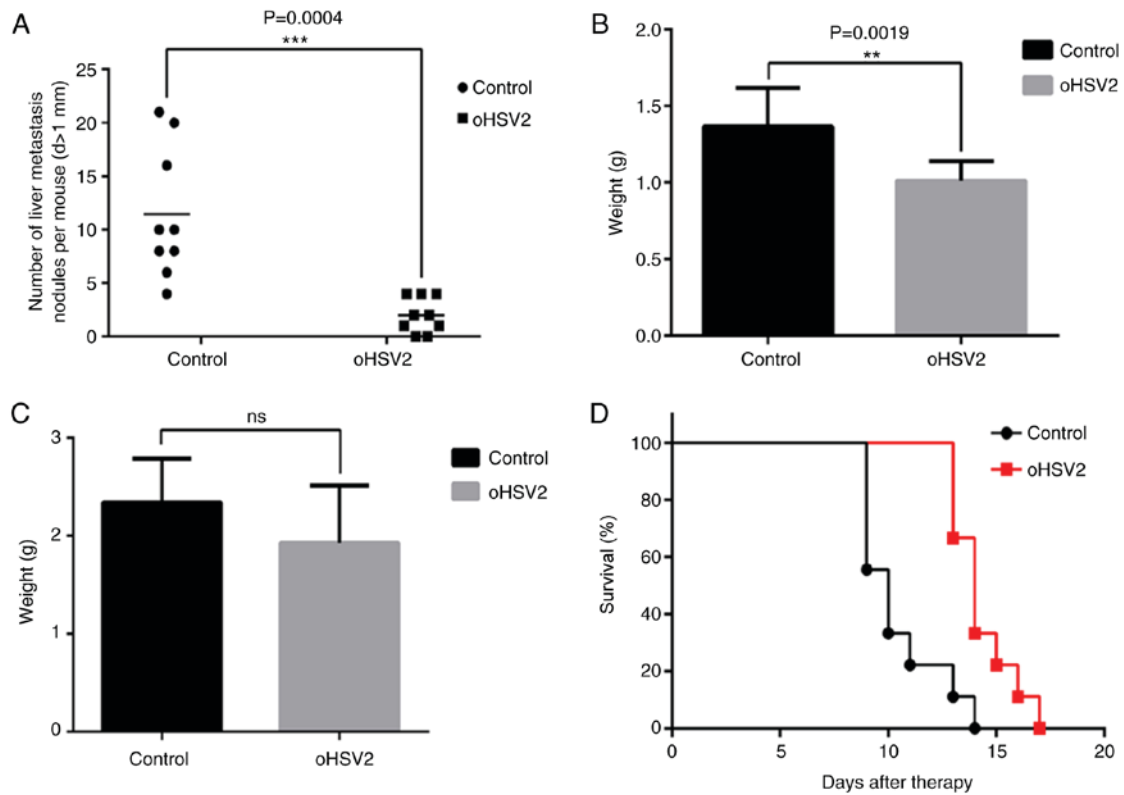 A
P=0.0004
***
Number of liver metastasis
nodules per mouse (d>1 mm)
25
20
15
10
5
0
Control
oHSV2
Control
oHSV2
B
P=0.0019
**
Weight (g)
2.0
1.5
1.0
0.5
0.0
Control
oHSV2
Control
oHSV2
C
ns
Weight (g)
3
2
1
0
Control
oHSV2
Control
oHSV2
D
Survival (%)
100
80
60
40
20
0
0
5
10
15
20
Days after therapy
Control
oHSV2